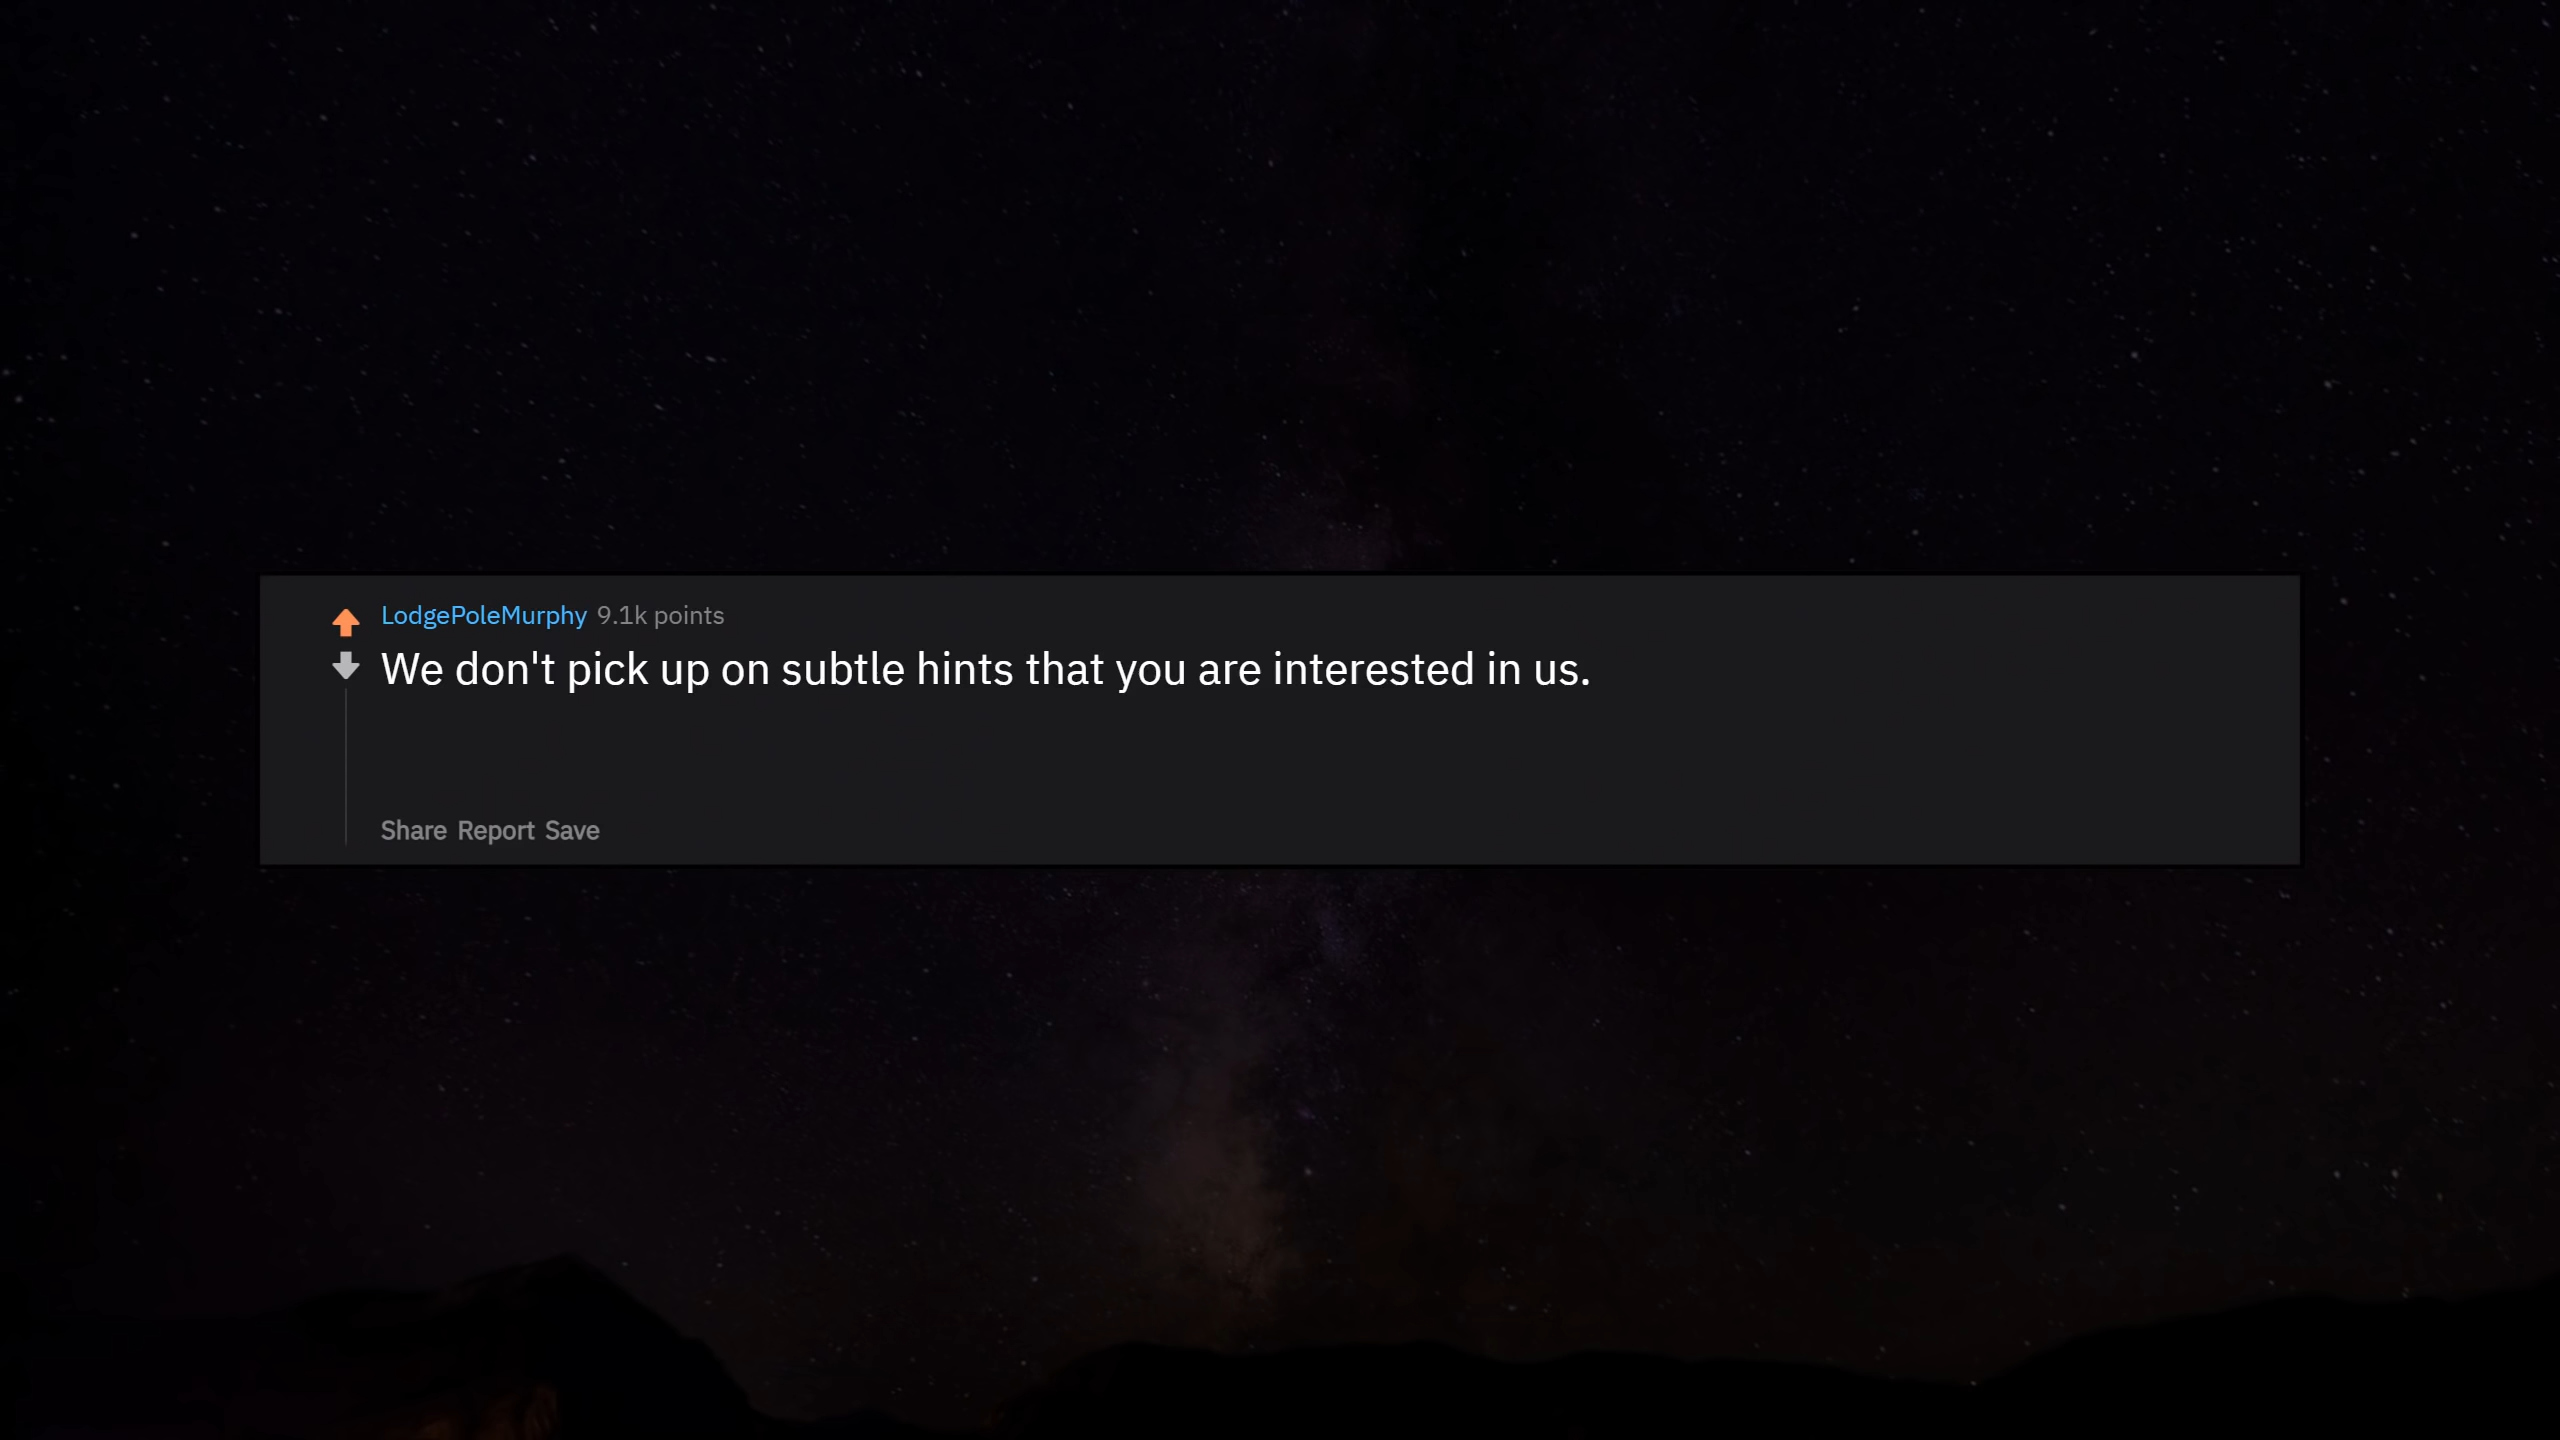 LodgePoleMurphy 9.1k points
We don't pick up on subtle hints that you are interested in us.
Share Report Save